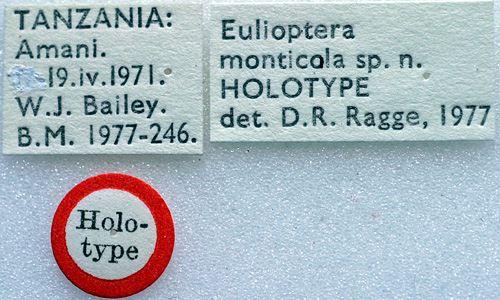 TANZANIA:
Amani.
19.iv.1971.
W.J. Bailey.
B.M. 1977-246.
Eulioptera
monticola sp. n.
HOLOTYPE
det. D.R. Ragge, 1977
Holo-
type